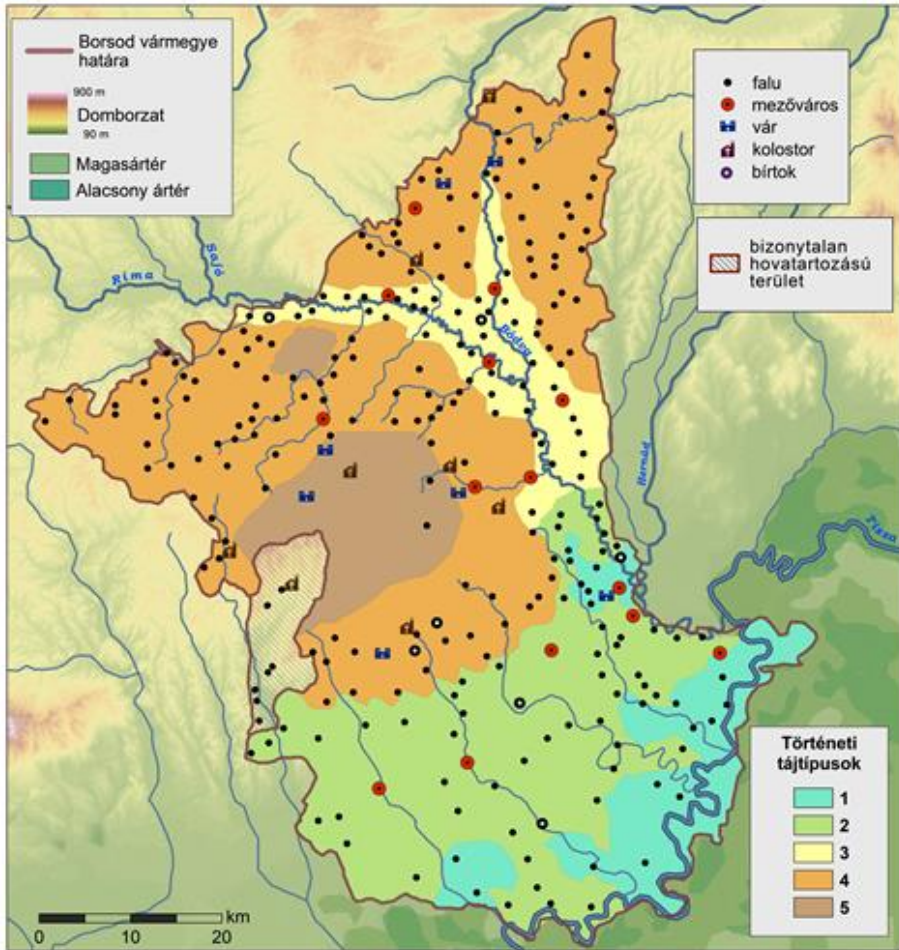 Borsod vármegye
határa
900 m
Domborzat
90 m
Magasártér
Alacsony ártér
falu
mezőváros
vár
kolostor
bírtok
bizonytalan
hovatartozású
terület
Rima
Sajó
Bódva
Hernád
Tisza
Történeti
tájtípusok
1
2
3
4
5
km
0 10 20